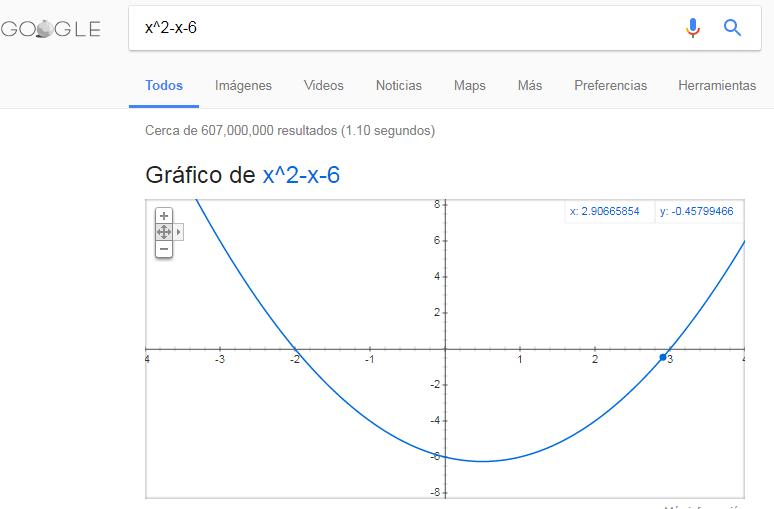 GOOGLE
x^2-x-6
Todos Imágenes Videos Noticias Maps Más Preferencias Herramientas
Cerca de 607,000,000 resultados (1.10 segundos)
Gráfico de x^2-x-6
x: 2.90665854 y: -0.45799466
8
6
4
2
4 -3 -2 -1 1 2 3 4
-2
-4
-6
-8